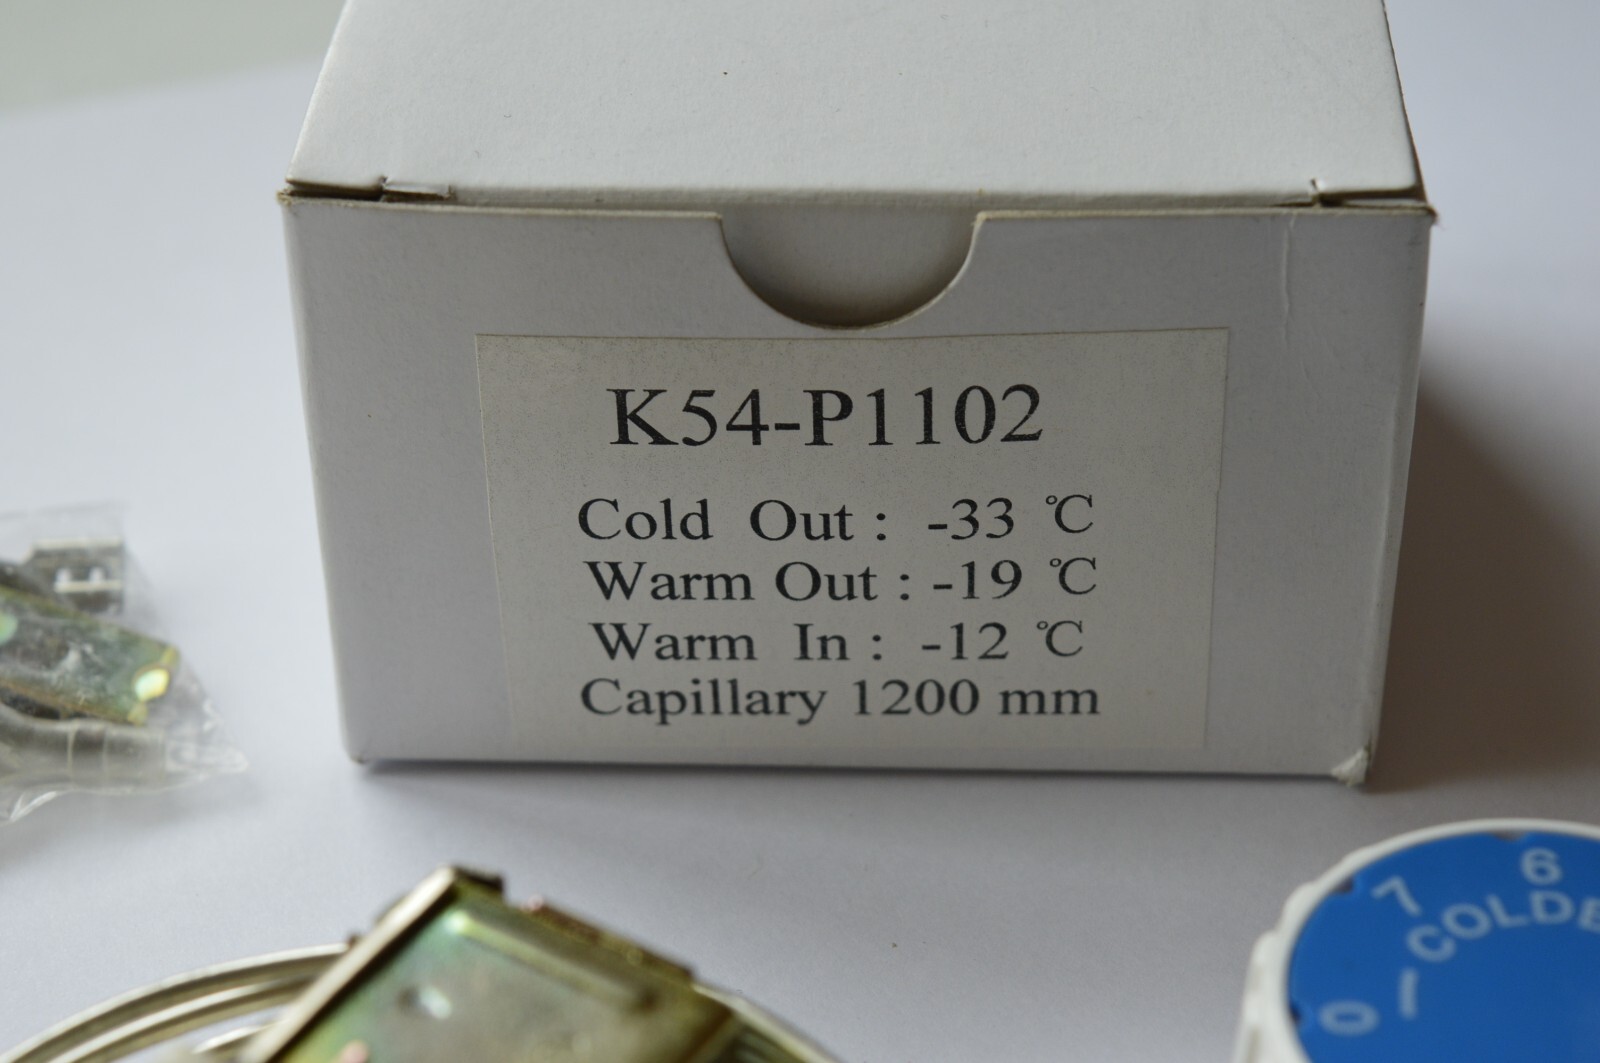 K54-P1102
Cold Out : -33 ℃
Warm Out : -19 ℃
Warm In : -12 ℃
Capillary 1200 mm
6
7
COLDE
0